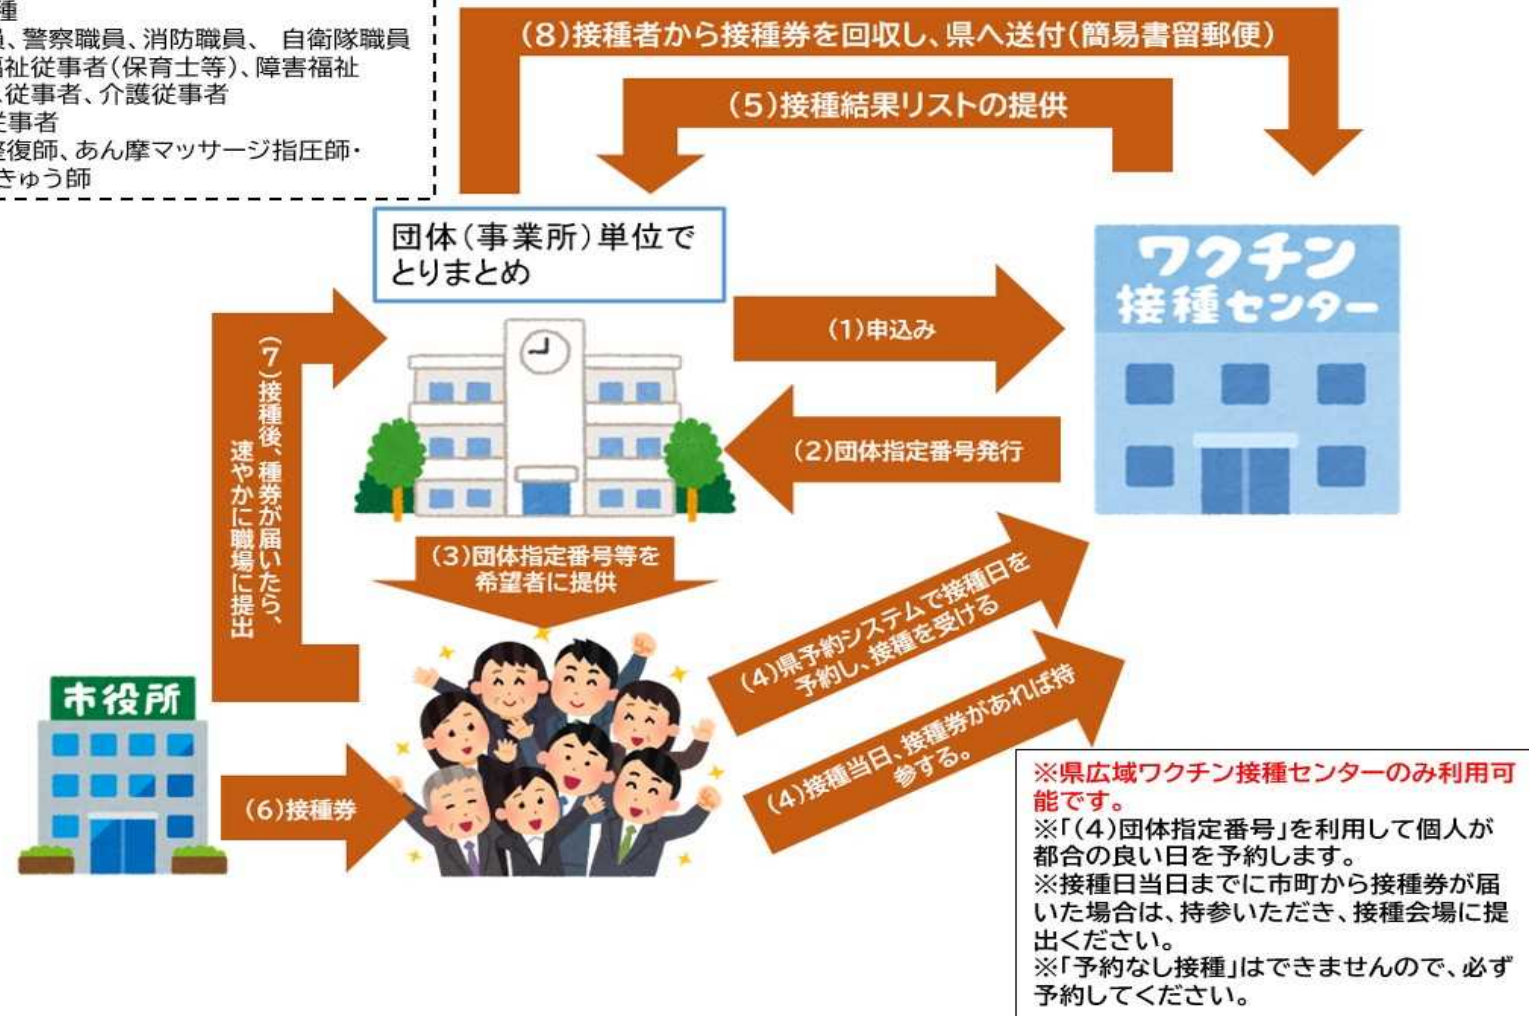 種
員、警察職員、消防職員、 自衛隊職員
福祉従事者(保育士等)、障害福祉
従事者、介護従事者
従事者
整復師、あん摩マッサージ指圧師・
きゅう師
(8)接種者から接種券を回収し、県へ送付(簡易書留郵便)
(5)接種結果リストの提供
団体(事業所)単位で
とりまとめ
ワクチン
接種センター
(1)申込み
(2)団体指定番号発行
(7)接種後、種券が届いたら、
速やかに職場に提出
(3)団体指定番号等を
希望者に提供
(4)県予約システムで接種日を
予約し、接種を受ける
(4)接種当日、接種券があれば持
参する。
市役所
(6)接種券
※県広域ワクチン接種センターのみ利用可
能です。
※「(4)団体指定番号」を利用して個人が
都合の良い日を予約します。
※接種日当日までに市町から接種券が届
いた場合は、持参いただき、接種会場に提
出ください。
※「予約なし接種」はできませんので、必ず
予約してください。